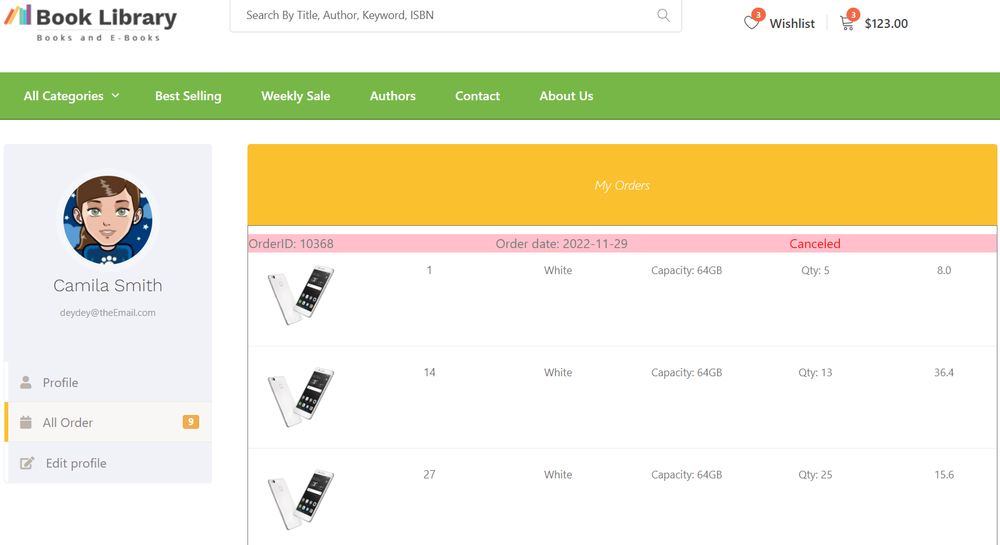 Book Library
Books and E-Books
Search By Title, Author, Keyword, ISBN
3
Wishlist
3
$123.00
All Categories
Best Selling
Weekly Sale
Authors
Contact
About Us
Camila Smith
deydey@theEmail.com
Profile
All Order 9
Edit profile
My Orders
OrderID: 10368 Order date: 2022-11-29 Canceled
1 White Capacity: 64GB Qty: 5 8.0
14 White Capacity: 64GB Qty: 13 36.4
27 White Capacity: 64GB Qty: 25 15.6